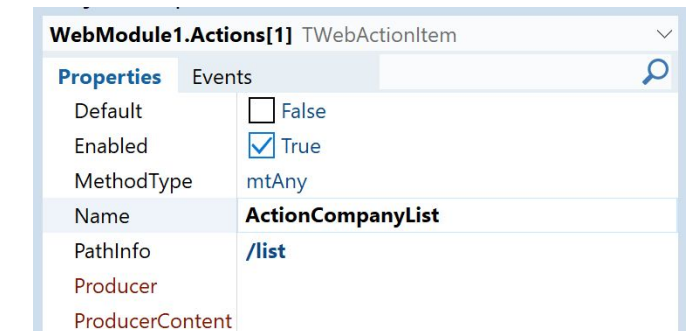 WebModule1.Actions[1] TWebActionItem
Properties Events
Default False
Enabled True
MethodType mtAny
Name ActionCompanyList
PathInfo /list
Producer
ProducerContent